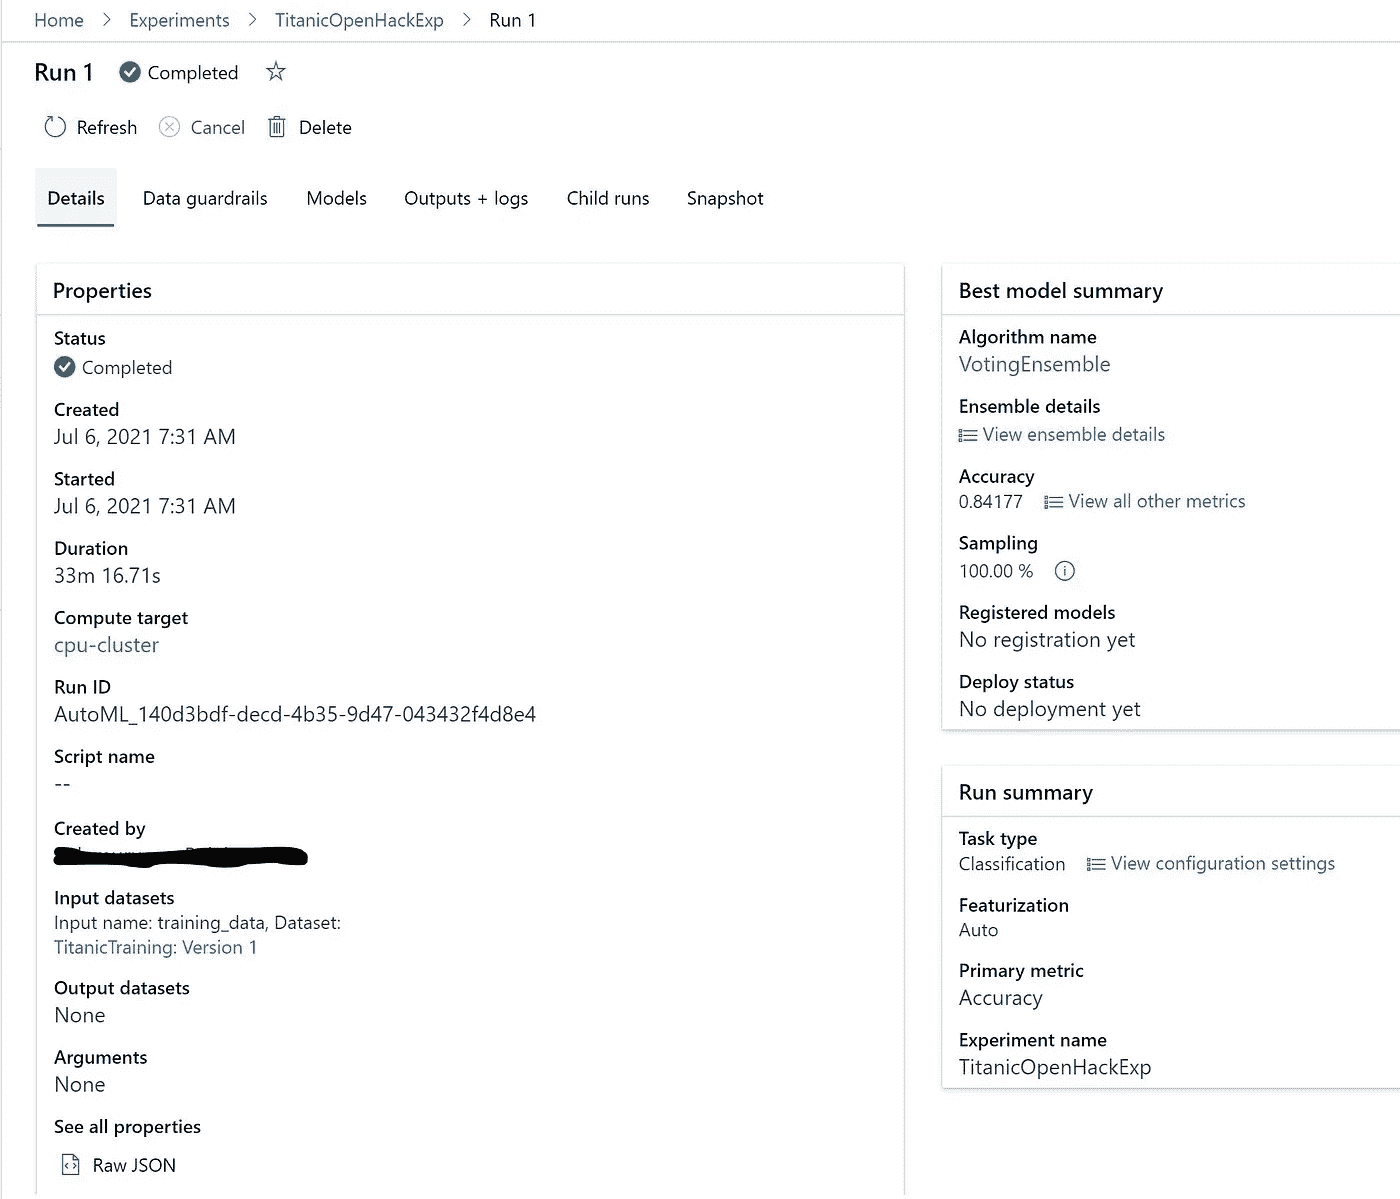 Home > Experiments > TitanicOpenHackExp > Run 1
Run 1 Completed
Refresh Cancel Delete
Details Data guardrails Models Outputs + logs Child runs Snapshot
Properties
Status
Completed
Created
Jul 6, 2021 7:31 AM
Started
Jul 6, 2021 7:31 AM
Duration
33m 16.71s
Compute target
cpu-cluster
Run ID
AutoML_140d3bdf-decd-4b35-9d47-043432f4d8e4
Script name
--
Created by
Input datasets
Input name: training_data, Dataset:
TitanicTraining: Version 1
Output datasets
None
Arguments
None
See all properties
Raw JSON
Best model summary
Algorithm name
VotingEnsemble
Ensemble details
View ensemble details
Accuracy
0.84177 View all other metrics
Sampling
100.00 %
Registered models
No registration yet
Deploy status
No deployment yet
Run summary
Task type
Classification View configuration settings
Featurization
Auto
Primary metric
Accuracy
Experiment name
TitanicOpenHackExp